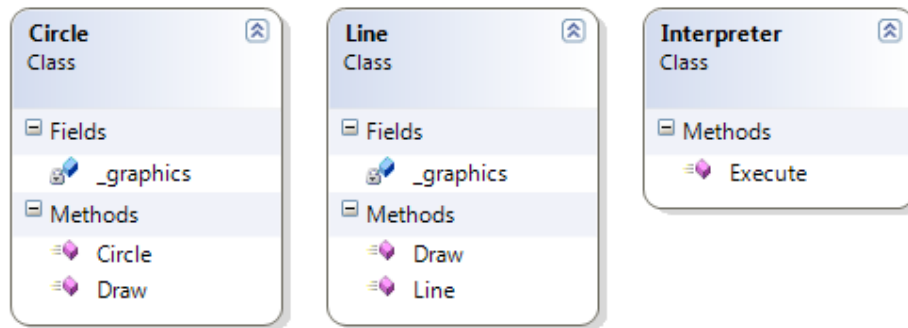 Circle
Class
Fields
_graphics
Methods
Circle
Draw
Line
Class
Fields
_graphics
Methods
Draw
Line
Interpreter
Class
Methods
Execute